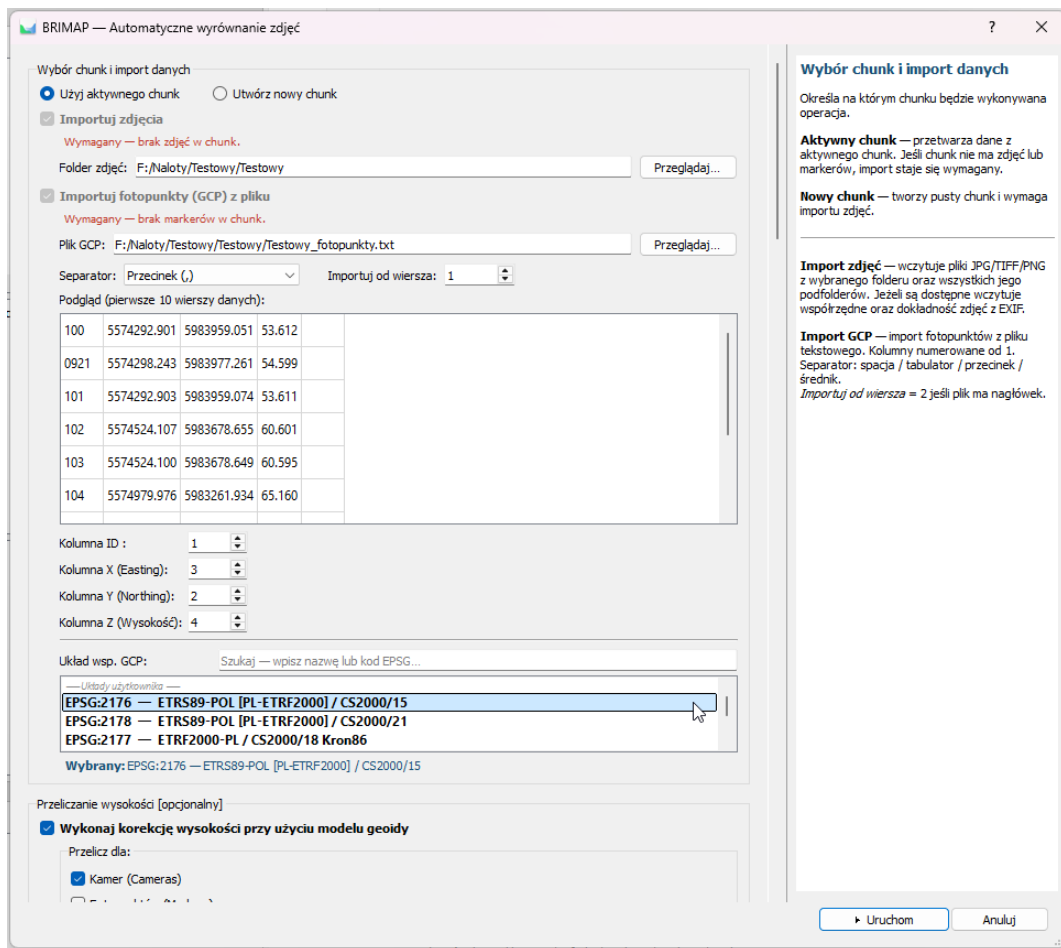 BRIMAP — Automatyczne wyrównanie zdjęć
?
Wybór chunk i import danych
Użyj aktywnego chunk
Utwórz nowy chunk
Importuj zdjęcia
Wymagany — brak zdjęć w chunk.
Folder zdjęć: F:/Naloty/Testowy/Testowy
Przeglądaj...
Importuj fotopunkty (GCP) z pliku
Wymagany — brak markerów w chunk.
Plik GCP: F:/Naloty/Testowy/Testowy/Testowy_fotopunkty.txt
Przeglądaj...
Separator: Przecinek (,)
Importuj od wiersza: 1
Podgląd (pierwsze 10 wierszy danych):
100 5574292.901 5983959.051 53.612
0921 5574298.243 5983977.261 54.599
101 5574292.903 5983959.074 53.611
102 5574524.107 5983678.655 60.601
103 5574524.100 5983678.649 60.595
104 5574979.976 5983261.934 65.160
Kolumna ID : 1
Kolumna X (Easting): 3
Kolumna Y (Northing): 2
Kolumna Z (Wysokość): 4
Układ wsp. GCP: Szukaj — wpisz nazwę lub kod EPSG...
—Układy użytkownika —
EPSG:2176 — ETRS89-POL [PL-ETRF2000] / CS2000/15
EPSG:2178 — ETRS89-POL [PL-ETRF2000] / CS2000/21
EPSG:2177 — ETRF2000-PL / CS2000/18 Kron86
Wybrany: EPSG:2176 — ETRS89-POL [PL-ETRF2000] / CS2000/15
Przeliczanie wysokości [opcjonalny]
Wykonaj korekcję wysokości przy użyciu modelu geoidy
Przelicz dla:
Kamer (Cameras)
Wybór chunk i import danych
Określa na którym chunku będzie wykonywana
operacja.
Aktywny chunk — przetwarza dane z
aktywnego chunk. Jeśli chunk nie ma zdjęć lub
markerów, import staje się wymagany.
Nowy chunk — tworzy pusty chunk i wymaga
importu zdjęć.
Import zdjęć — wczytuje pliki JPG/TIFF/PNG
z wybranego folderu oraz wszystkich jego
podfolderów. Jeżeli są dostępne wczytuje
współrzędne oraz dokładność zdjęć z EXIF.
Import GCP — import fotopunktów z pliku
tekstowego. Kolumny numerowane od 1.
Separator: spacja / tabulator / przecinek /
średnik.
Importuj od wiersza = 2 jeśli plik ma nagłówek.
Uruchom
Anuluj